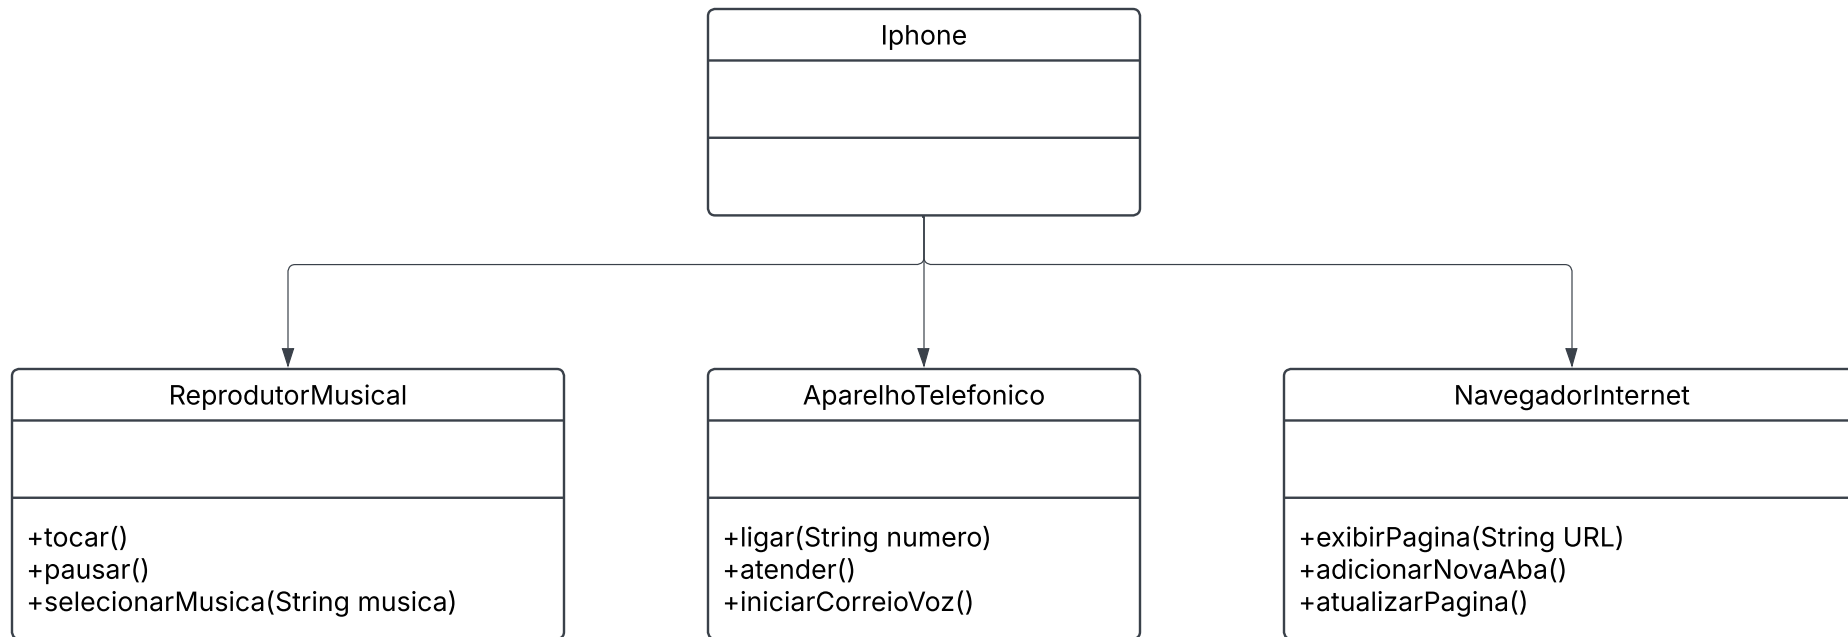 Iphone
ReprodutorMusical
+tocar()
+pausar()
+selecionarMusica(String musica)
AparelhoTelefonico
+ligar(String numero)
+atender()
+iniciarCorreioVoz()
NavegadorInternet
+exibirPagina(String URL)
+adicionarNovaAba()
+atualizarPagina()